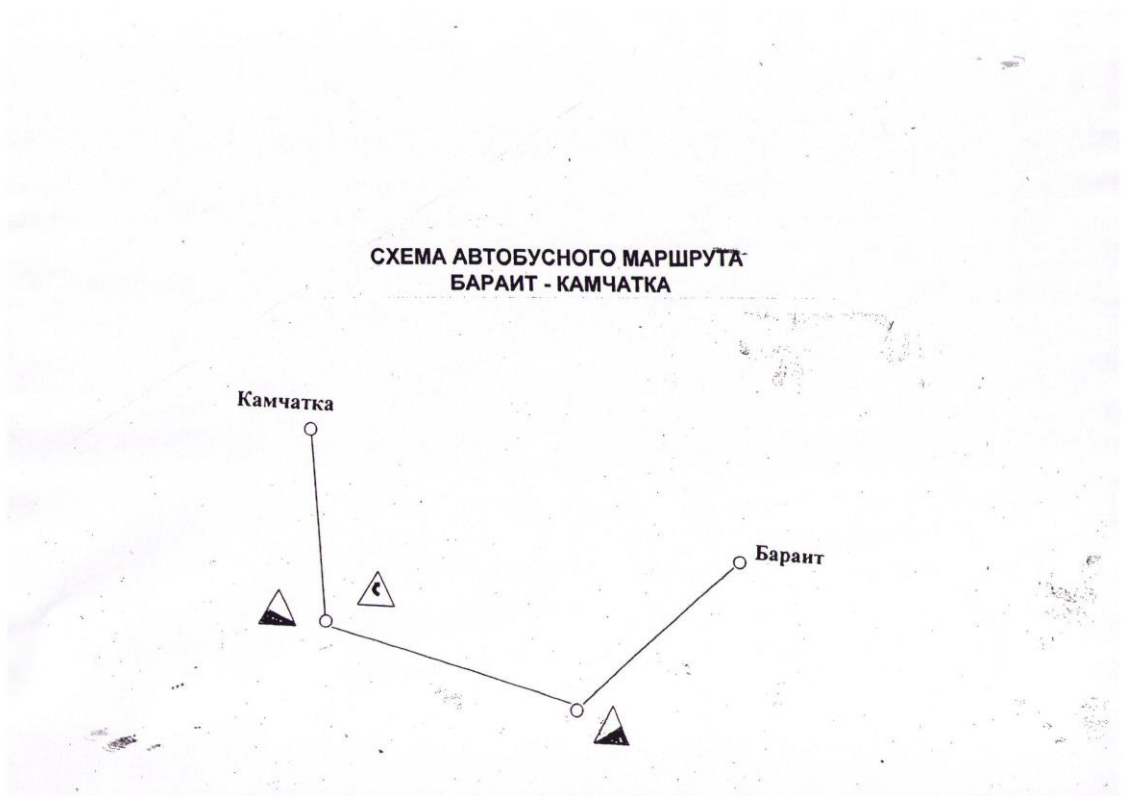 СХЕМА АВТОБУСНОГО МАРШРУТА
БАРАИТ - КАМЧАТКА
Камчатка
Бараит